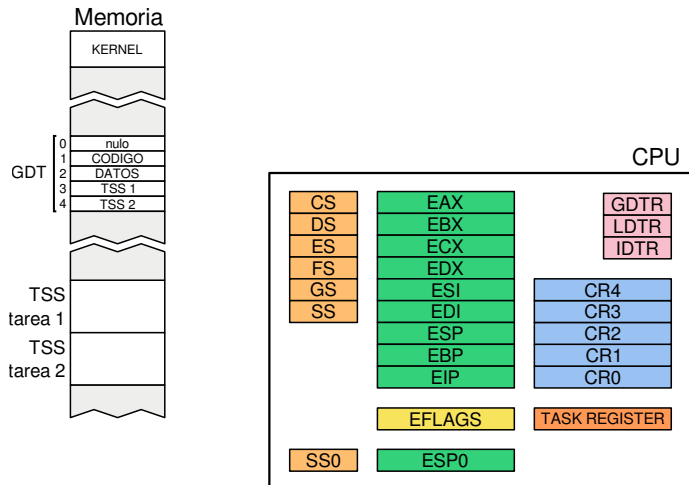 Memoria
KERNEL
GDT
0 nulo
1 CODIGO
2 DATOS
3 TSS 1
4 TSS 2
TSS
tarea 1
TSS
tarea 2
CPU
CS
DS
ES
FS
GS
SS
EAX
EBX
ECX
EDX
ESI
EDI
ESP
EBP
EIP
GDTR
LDTR
IDTR
CR4
CR3
CR2
CR1
CR0
EFLAGS
TASK REGISTER
SS0
ESP0